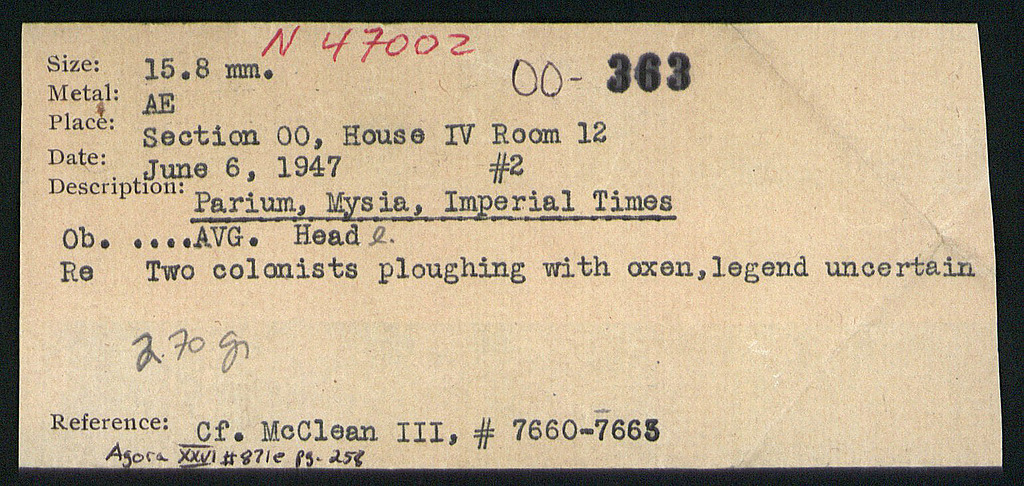 N 47002
Size: 15.8 mm. 00- 363
Metal: AE
Place: Section OO, House IV Room 12
Date: June 6, 1947 #2
Description: Parium, Mysia, Imperial Times
Ob. ....AVG. Head l.
Re Two colonists ploughing with oxen,legend uncertain
2.70 gr
Reference: Cf. McClean III, # 7660-7663
Agora XXVI #871e pg. 258